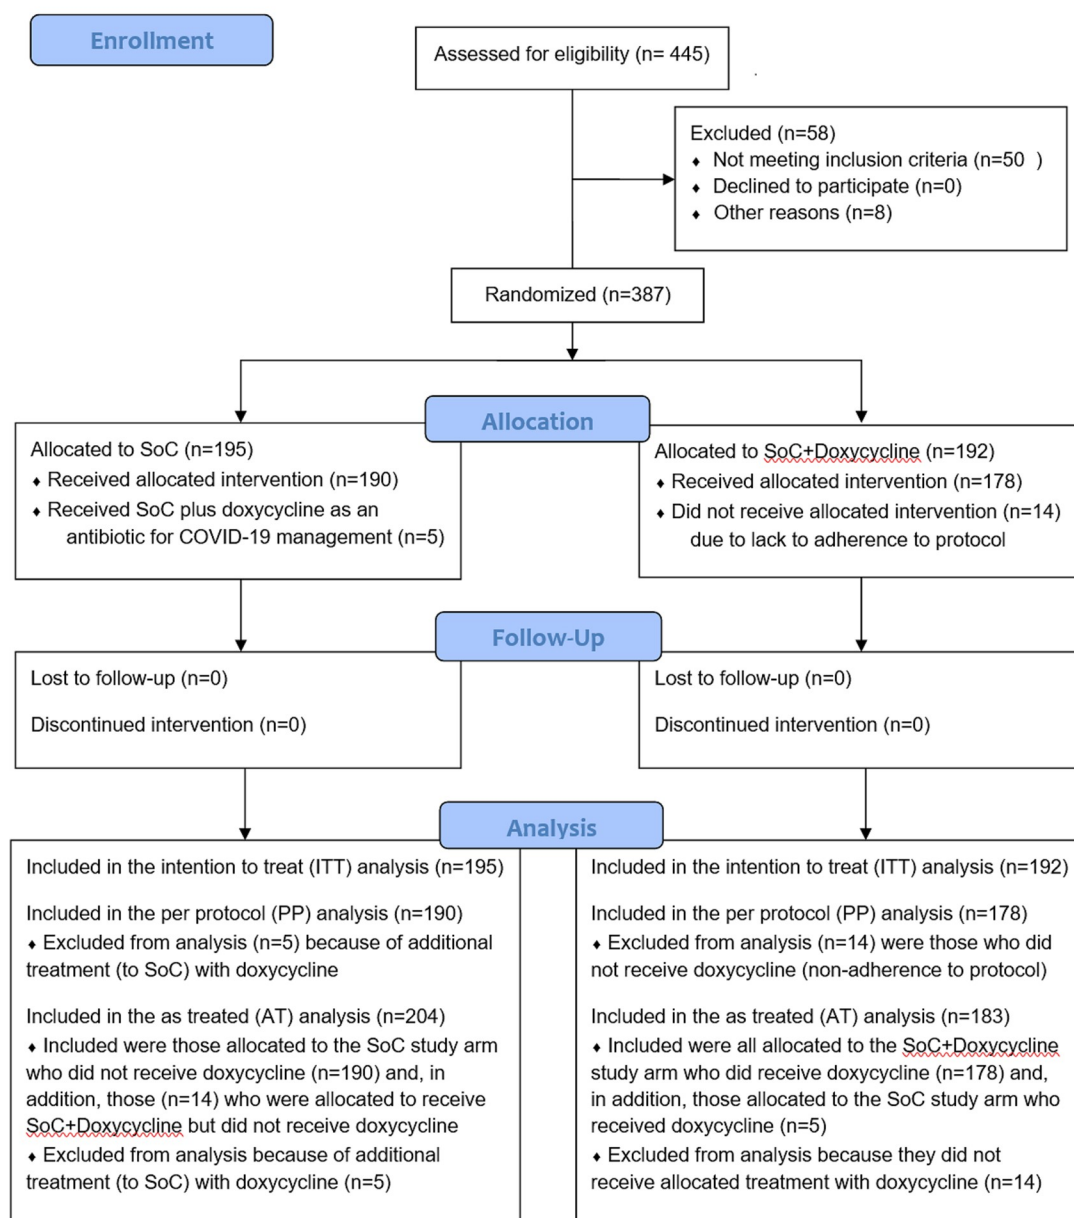 Enrollment
Assessed for eligibility (n= 445)
Excluded (n=58)
♦ Not meeting inclusion criteria (n=50 )
♦ Declined to participate (n=0)
♦ Other reasons (n=8)
Randomized (n=387)
Allocation
Allocated to SoC (n=195)
♦ Received allocated intervention (n=190)
♦ Received SoC plus doxycycline as an
antibiotic for COVID-19 management (n=5)
Allocated to SoC+Doxycycline (n=192)
♦ Received allocated intervention (n=178)
♦ Did not receive allocated intervention (n=14)
due to lack to adherence to protocol
Follow-Up
Lost to follow-up (n=0)
Discontinued intervention (n=0)
Lost to follow-up (n=0)
Discontinued intervention (n=0)
Analysis
Included in the intention to treat (ITT) analysis (n=195)
Included in the per protocol (PP) analysis (n=190)
♦ Excluded from analysis (n=5) because of additional
treatment (to SoC) with doxycycline
Included in the as treated (AT) analysis (n=204)
♦ Included were those allocated to the SoC study arm
who did not receive doxycycline (n=190) and, in
addition, those (n=14) who were allocated to receive
SoC+Doxycycline but did not receive doxycycline
♦ Excluded from analysis because of additional
treatment (to SoC) with doxycycline (n=5)
Included in the intention to treat (ITT) analysis (n=192)
Included in the per protocol (PP) analysis (n=178)
♦ Excluded from analysis (n=14) were those who did
not receive doxycycline (non-adherence to protocol)
Included in the as treated (AT) analysis (n=183)
♦ Included were all allocated to the SoC+Doxycycline
study arm who did receive doxycycline (n=178) and,
in addition, those allocated to the SoC study arm who
received doxycycline (n=5)
♦ Excluded from analysis because they did not
receive allocated treatment with doxycycline (n=14)